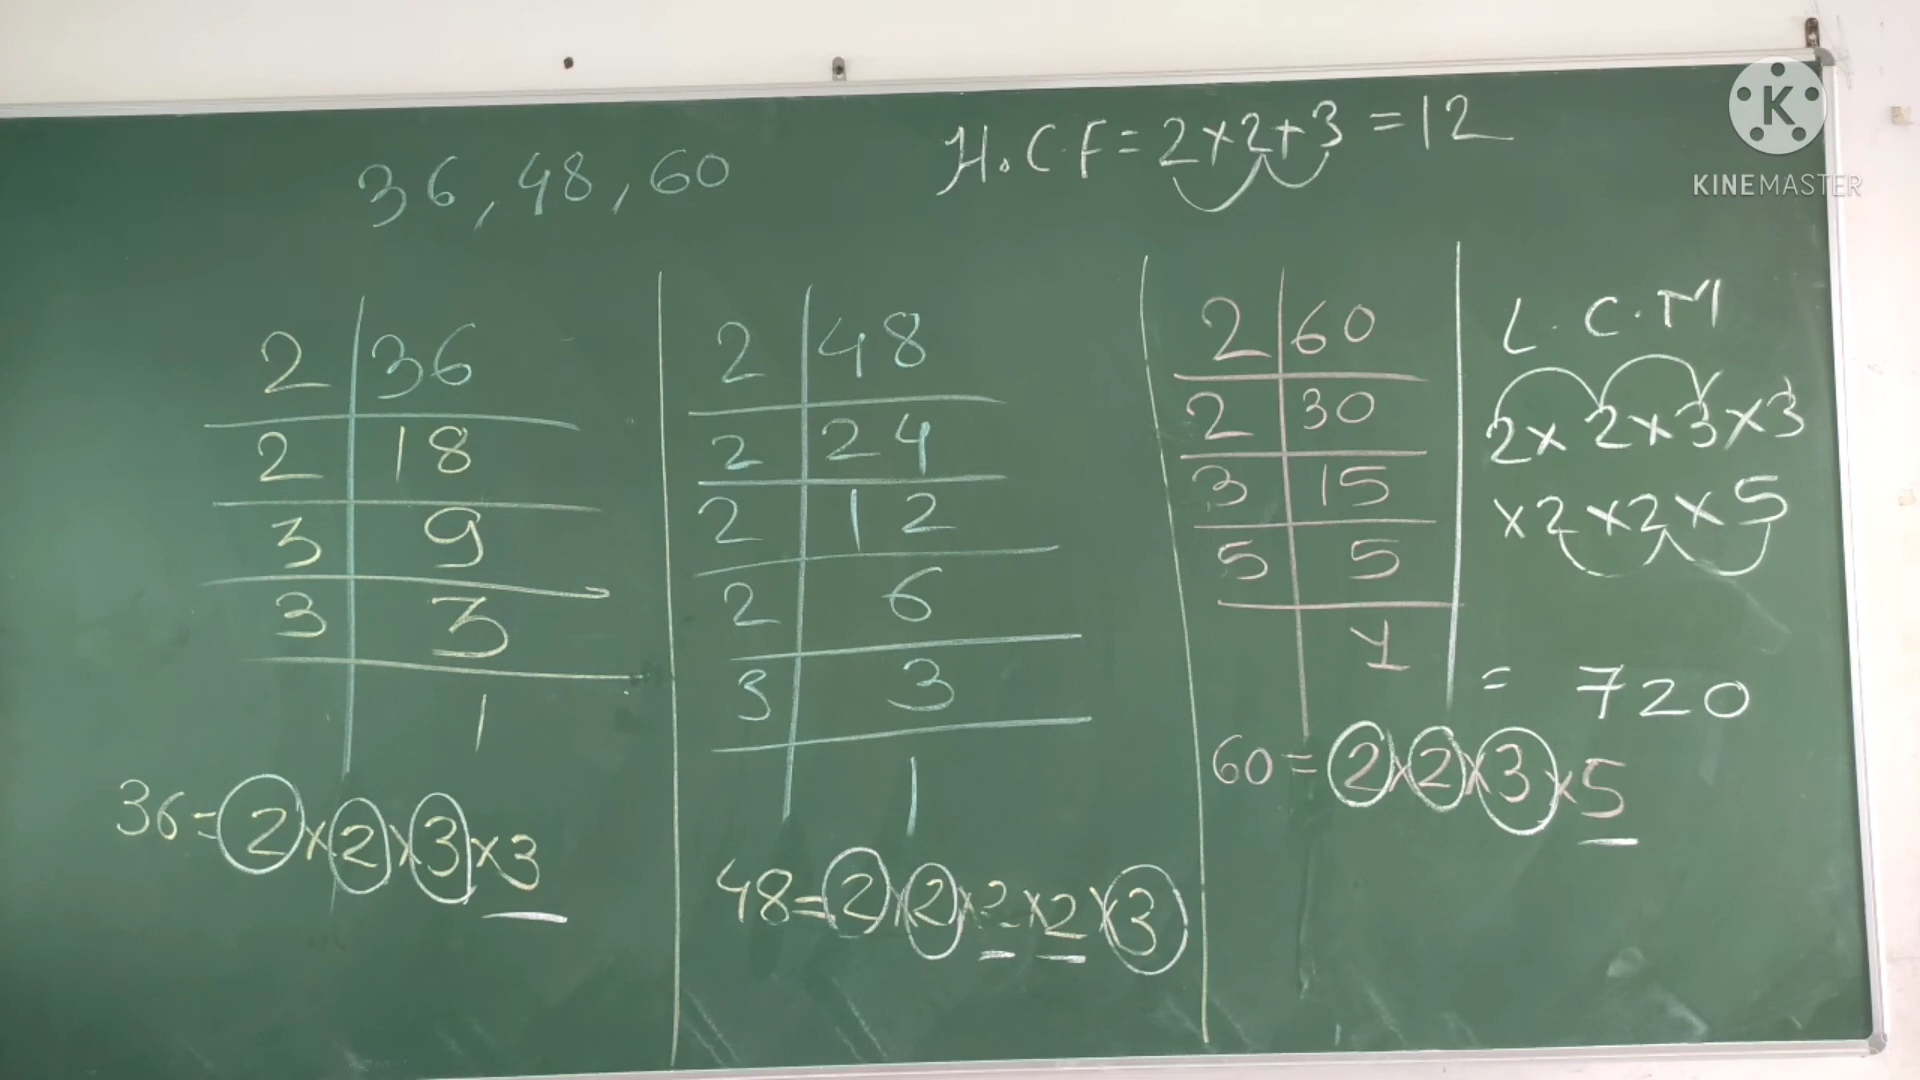 36, 48, 60
H.C.F = 2 x 2 + 3 = 12
KINEMASTER
2 | 36
2 | 18
3 | 9
3 | 3
1
36 = 2 x 2 x 3 x 3
2 | 48
2 | 24
2 | 12
2 | 6
3 | 3
1
48 = 2 x 2 x 2 x 2 x 3
2 | 60
2 | 30
3 | 15
5 | 5
1
60 = 2 x 2 x 3 x 5
L.C.M
2 x 2 x 3 x 3
x 2 x 2 x 5
= 720